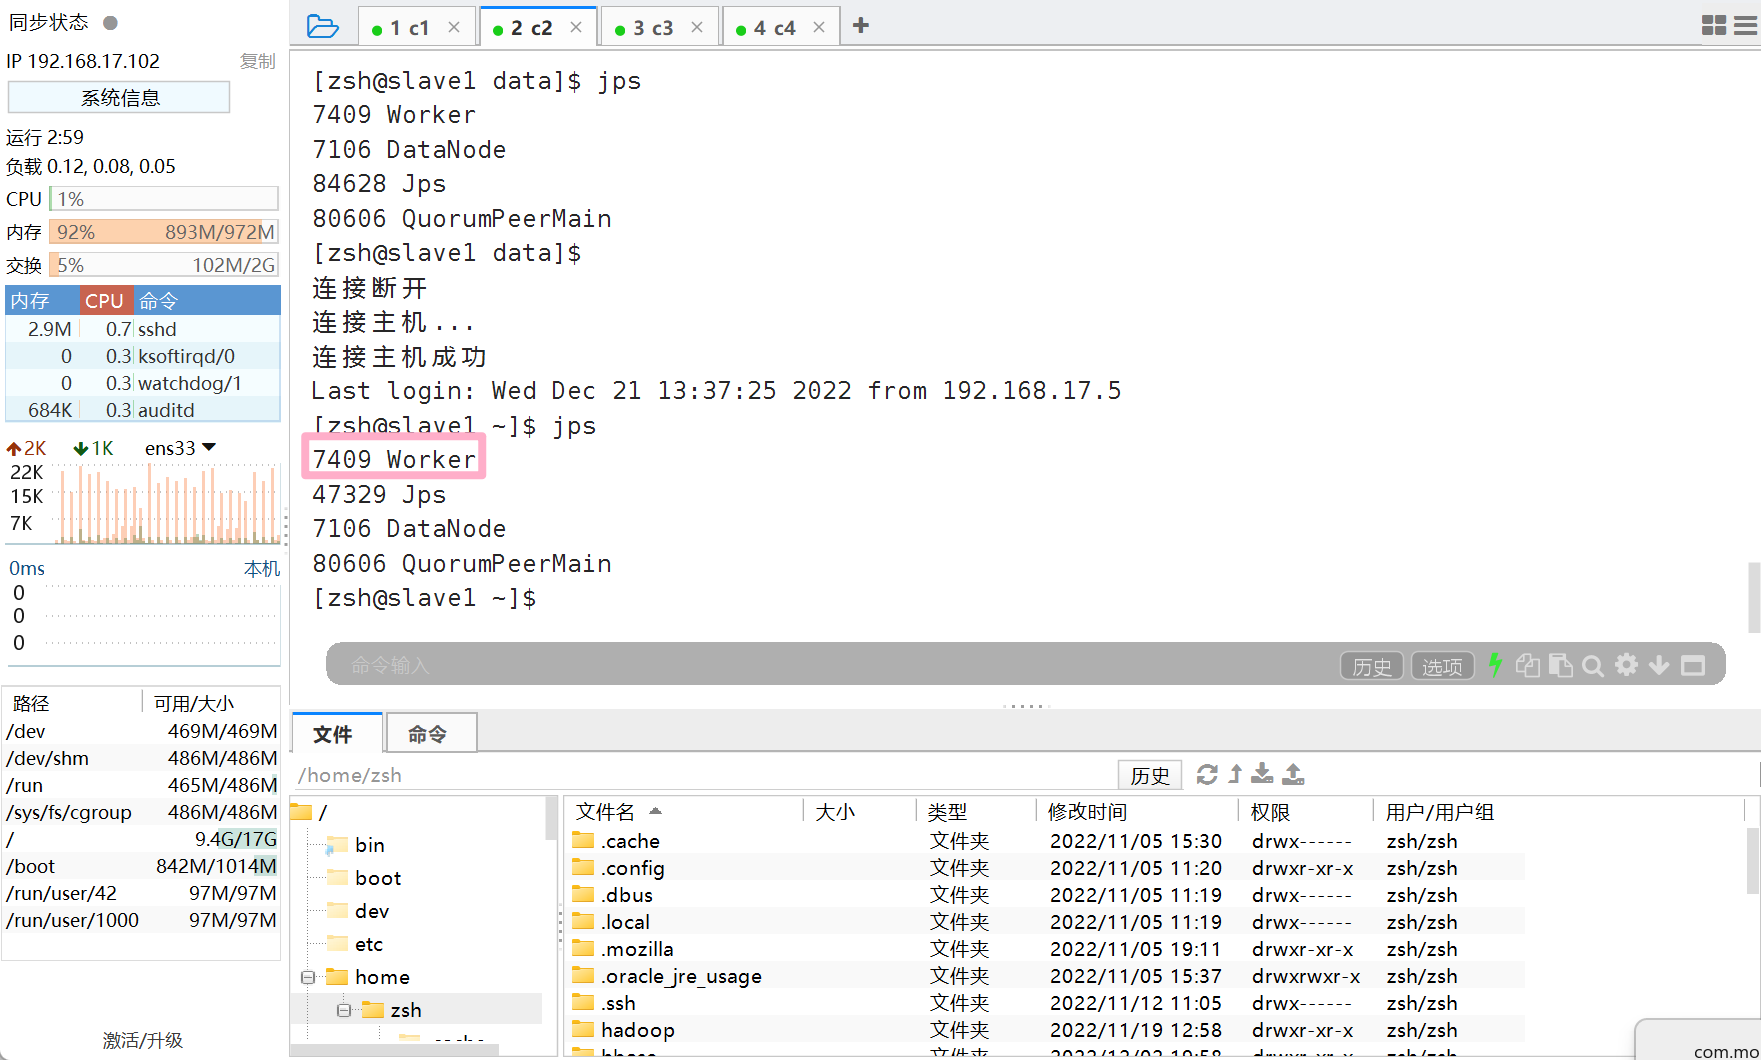 同步状态
IP 192.168.17.102 复制
系统信息
运行 2:59
负载 0.12, 0.08, 0.05
CPU 1%
内存 92% 893M/972M
交换 5% 102M/2G
内存 CPU 命令
2.9M 0.7 sshd
0 0.3 ksoftirqd/0
0 0.3 watchdog/1
684K 0.3 auditd
2K 1K ens33
22K
15K
7K
0ms 本机
0
0
0
路径 可用/大小
/dev 469M/469M
/dev/shm 486M/486M
/run 465M/486M
/sys/fs/cgroup 486M/486M
/ 9.4G/17G
/boot 842M/1014M
/run/user/42 97M/97M
/run/user/1000 97M/97M
激活/升级
1 c1 2 c2 3 c3 4 c4
[zsh@slave1 data]$ jps
7409 Worker
7106 DataNode
84628 Jps
80606 QuorumPeerMain
[zsh@slave1 data]$
连接断开
连接主机...
连接主机成功
Last login: Wed Dec 21 13:37:25 2022 from 192.168.17.5
[zsh@slave1 ~]$ jps
7409 Worker
47329 Jps
7106 DataNode
80606 QuorumPeerMain
[zsh@slave1 ~]$
命令输入 历史 选项
文件 命令
/home/zsh 历史
/
bin
boot
dev
etc
home
zsh
文件名 大小 类型 修改时间 权限 用户/用户组
.cache 文件夹 2022/11/05 15:30 drwx------ zsh/zsh
.config 文件夹 2022/11/05 11:20 drwxr-xr-x zsh/zsh
.dbus 文件夹 2022/11/05 11:19 drwx------ zsh/zsh
.local 文件夹 2022/11/05 11:19 drwx------ zsh/zsh
.mozilla 文件夹 2022/11/05 19:11 drwxr-xr-x zsh/zsh
.oracle_jre_usage 文件夹 2022/11/05 15:37 drwxrwxr-x zsh/zsh
.ssh 文件夹 2022/11/12 11:05 drwx------ zsh/zsh
hadoop 文件夹 2022/11/19 12:58 drwxr-xr-x zsh/zsh
com.mo